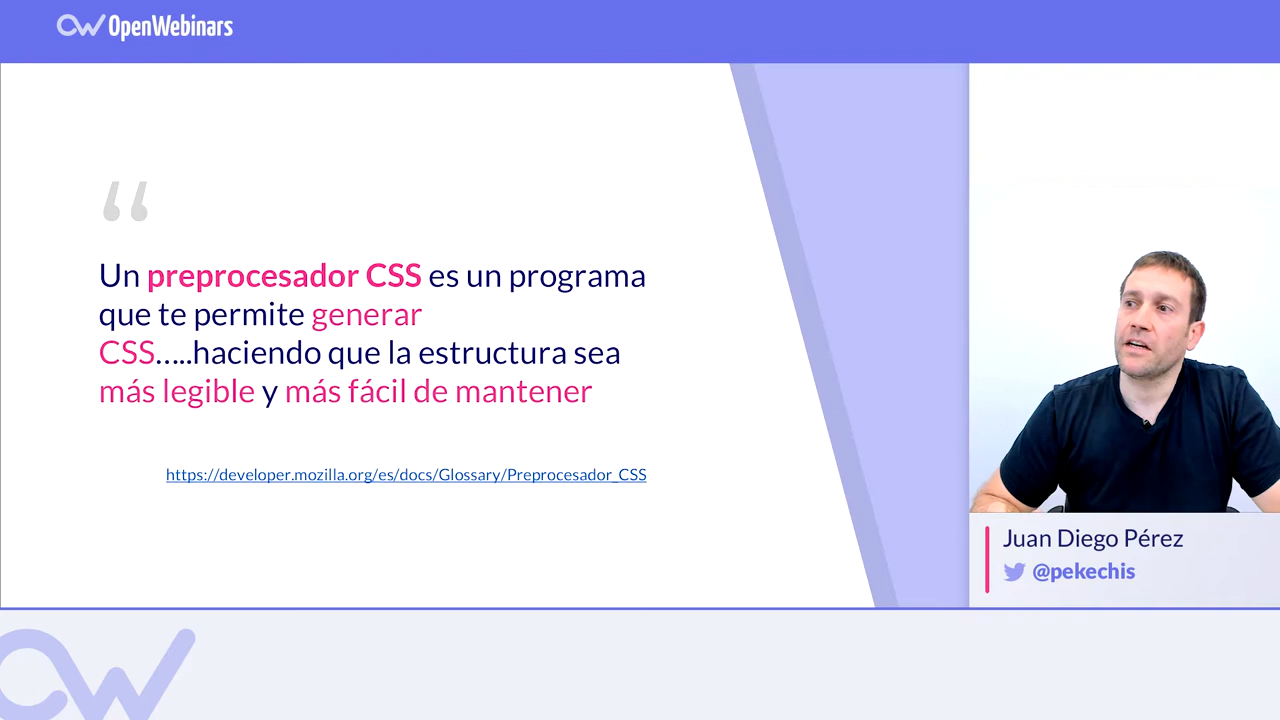 OpenWebinars
“
Un preprocesador CSS es un programa
que te permite generar
CSS…..haciendo que la estructura sea
más legible y más fácil de mantener
https://developer.mozilla.org/es/docs/Glossary/Preprocesador_CSS
Juan Diego Pérez
@pekechis